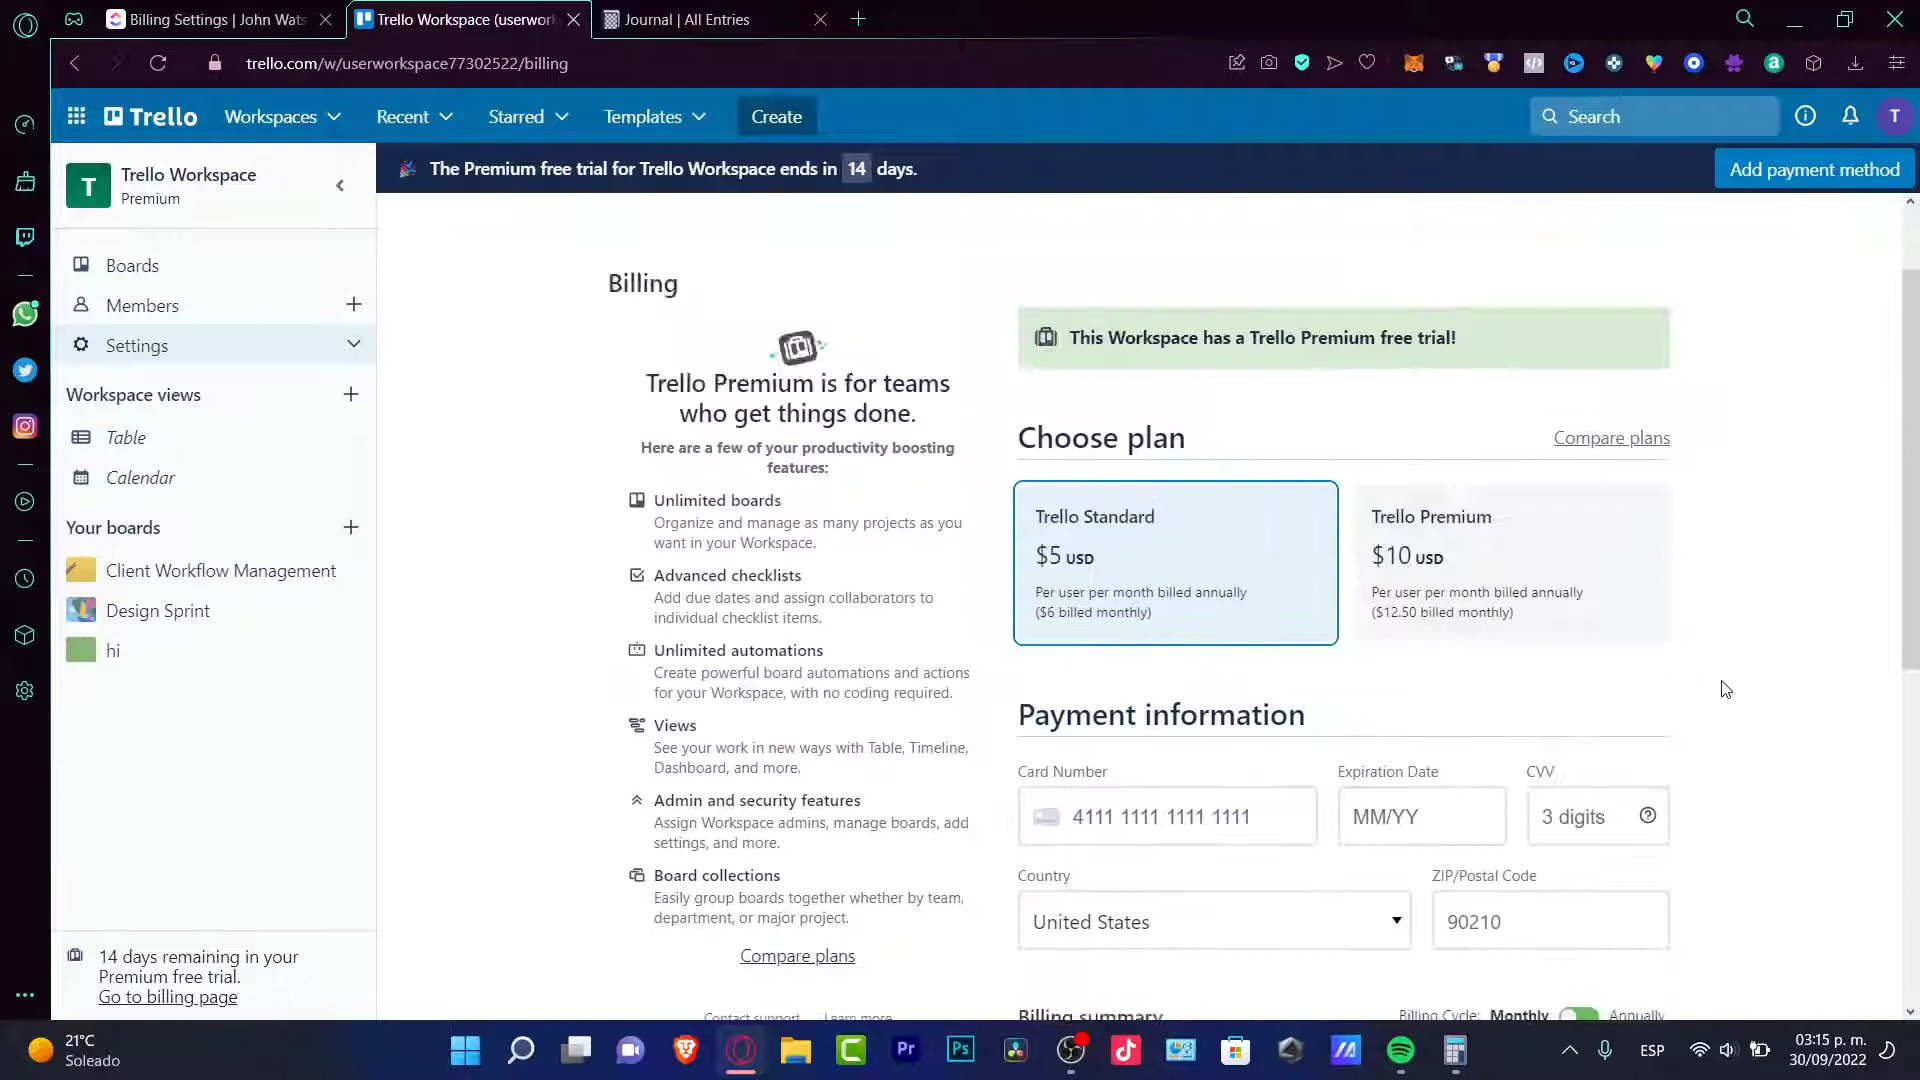 Billing Settings | John Wats
Trello Workspace (userwork
Journal | All Entries
trello.com/w/userworkspace77302522/billing
Trello
Workspaces
Recent
Starred
Templates
Create
Search
T
T
Trello Workspace
Premium
The Premium free trial for Trello Workspace ends in 14 days.
Add payment method
Boards
Members
Settings
Workspace views
Table
Calendar
Your boards
Client Workflow Management
Design Sprint
hi
14 days remaining in your
Premium free trial.
Go to billing page
Billing
Trello Premium is for teams
who get things done.
Here are a few of your productivity boosting
features:
Unlimited boards
Organize and manage as many projects as you
want in your Workspace.
Advanced checklists
Add due dates and assign collaborators to
individual checklist items.
Unlimited automations
Create powerful board automations and actions
for your Workspace, with no coding required.
Views
See your work in new ways with Table, Timeline,
Dashboard, and more.
Admin and security features
Assign Workspace admins, manage boards, add
settings, and more.
Board collections
Easily group boards together whether by team,
department, or major project.
Compare plans
Contact support
Learn more
This Workspace has a Trello Premium free trial!
Choose plan
Compare plans
Trello Standard
$5 USD
Per user per month billed annually
($6 billed monthly)
Trello Premium
$10 USD
Per user per month billed annually
($12.50 billed monthly)
Payment information
Card Number
Expiration Date
CVV
4111 1111 1111 1111
MM/YY
3 digits
Country
ZIP/Postal Code
United States
90210
Billing summary
Billing Cycle: Monthly
Annually
21°C
Soleado
Pr
Ps
ESP
03:15 p. m.
30/09/2022